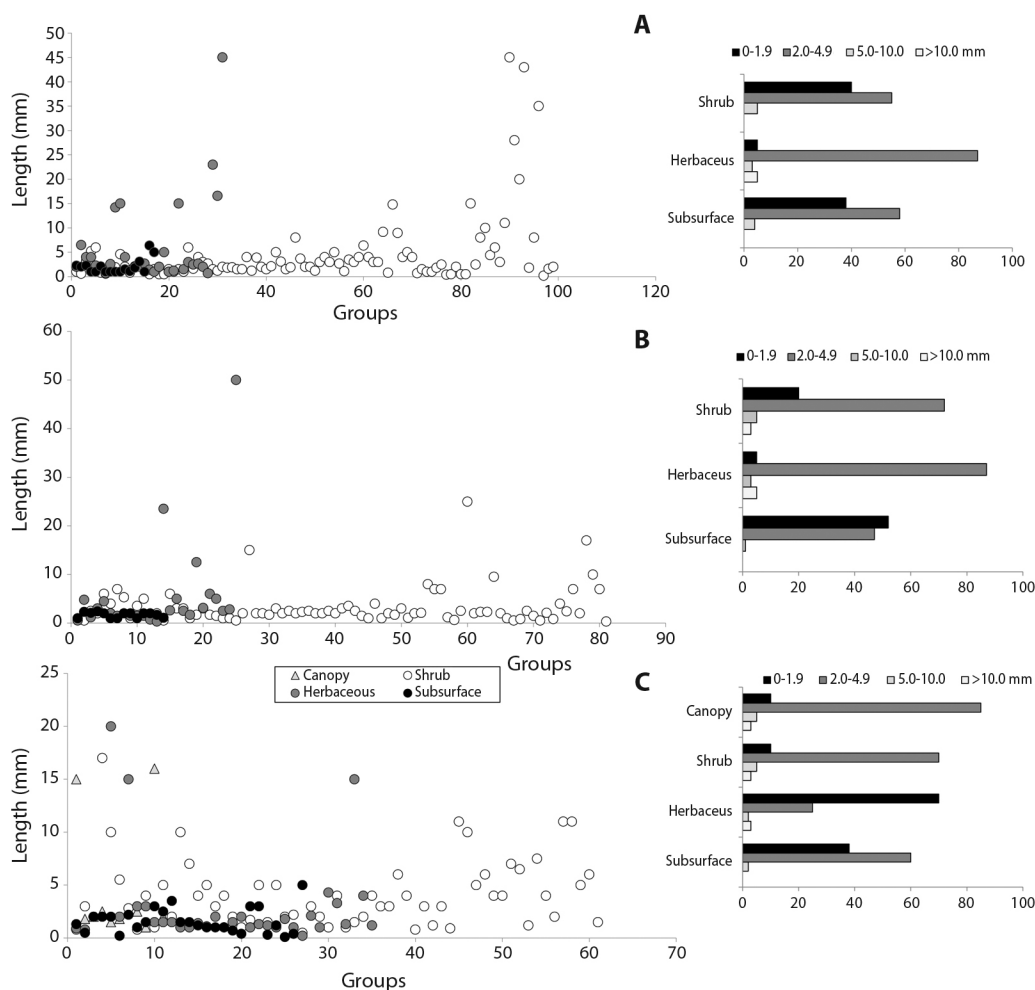 A
50
45
40
35
30
25
20
15
10
5
0
Length (mm)
0 20 40 60 80 100 120
Groups
0-1.9 2.0-4.9 5.0-10.0 >10.0 mm
Shrub
Herbaceus
Subsurface
0 20 40 60 80 100
B
60
50
40
30
20
10
0
Length (mm)
0 10 20 30 40 50 60 70 80 90
Groups
0-1.9 2.0-4.9 5.0-10.0 >10.0 mm
Shrub
Herbaceus
Subsurface
0 20 40 60 80 100
C
Canopy Shrub
Herbaceous Subsurface
25
20
15
10
5
0
Length (mm)
0 10 20 30 40 50 60 70
Groups
0-1.9 2.0-4.9 5.0-10.0 >10.0 mm
Canopy
Shrub
Herbaceus
Subsurface
0 20 40 60 80 100